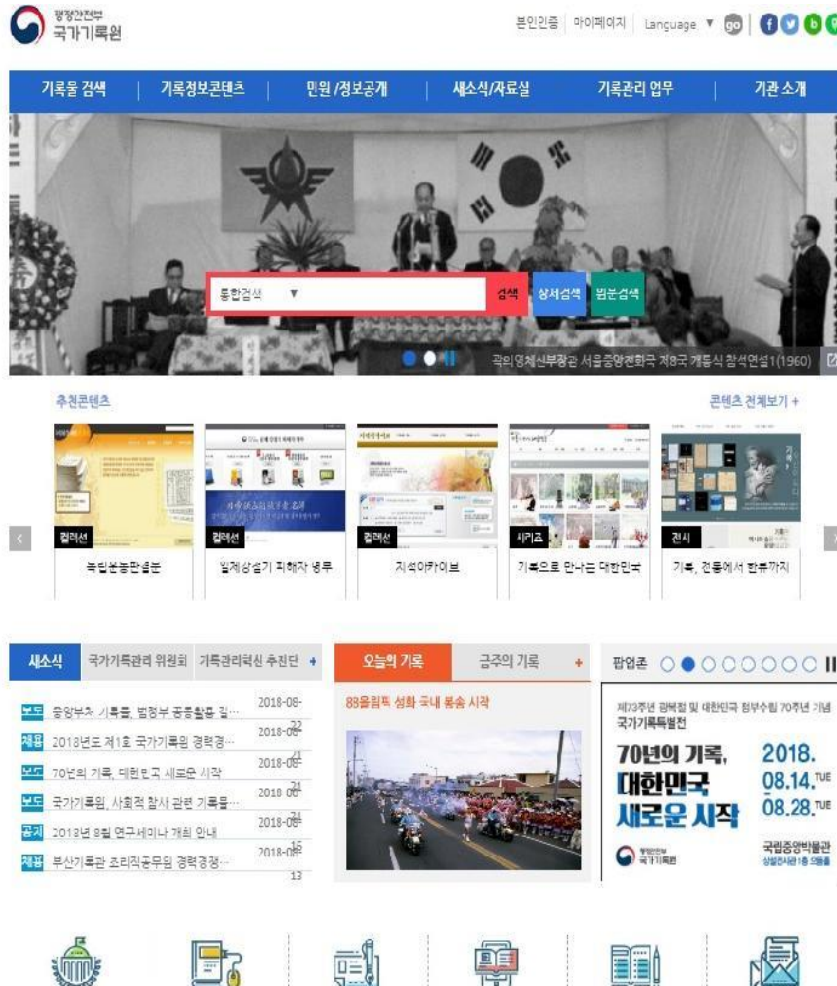 행정안전부
국가기록원
본인인증 마이페이지 Language ▼ go
기록물 검색 기록정보콘텐츠 민원/정보공개 새소식/자료실 기록관리 업무 기관 소개
통합검색 ▼ 검색 상세검색 원문검색
곽의영체신부장관 서울중앙전화국 제8국 개통식 참석연설1(1960)
추천콘텐츠 콘텐츠 전체보기 +
컬렉션 컬렉션 컬렉션 시리즈 전시
독립운동판결문 일제강점기 피해자 명부 지적아카이브 기록으로 만나는 대한민국 기록, 전통에서 한류까지
새소식 국가기록관리 위원회 기록관리혁신 추진단 +
보도 중앙부처 기록물, 범정부 공동활용 길… 2018-08-22
채용 2018년도 제1호 국가기록원 경력경… 2018-08-21
보도 70년의 기록, 대한민국 새로운 시작 2018-08-21
보도 국가기록원, 사회적 참사 관련 기록물… 2018-08-21
공지 2018년 8월 연구세미나 개최 안내 2018-08-16
채용 부산기록관 조리직공무원 경력경쟁… 2018-08-13
오늘의 기록 금주의 기록 +
88올림픽 성화 국내 봉송 시작
팝업존
제73주년 광복절 및 대한민국 정부수립 70주년 기념
국가기록특별전
70년의 기록,
대한민국
새로운 시작
2018.
08.14.TUE
08.28.TUE
행정안전부
국가기록원
국립중앙박물관
상설전시관 1층 으뜸홀